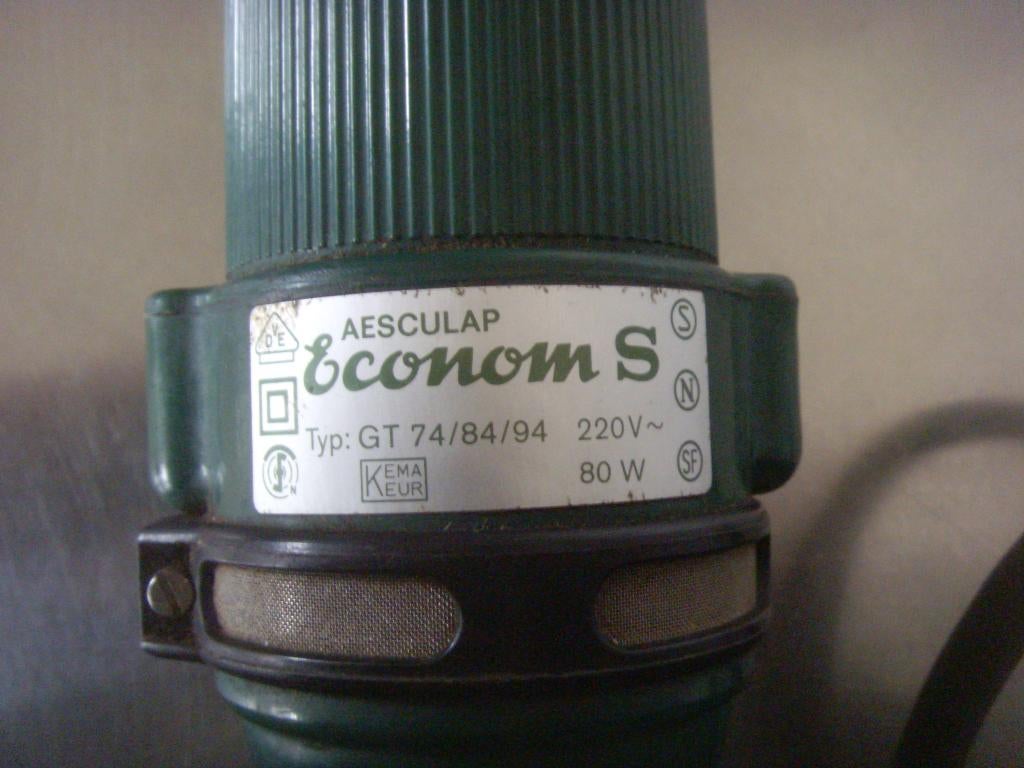 AESCULAP
Econom S
Typ: GT 74/84/94 220V~
80 W
KEMA
KEUR
VDE
N
S
N
SF